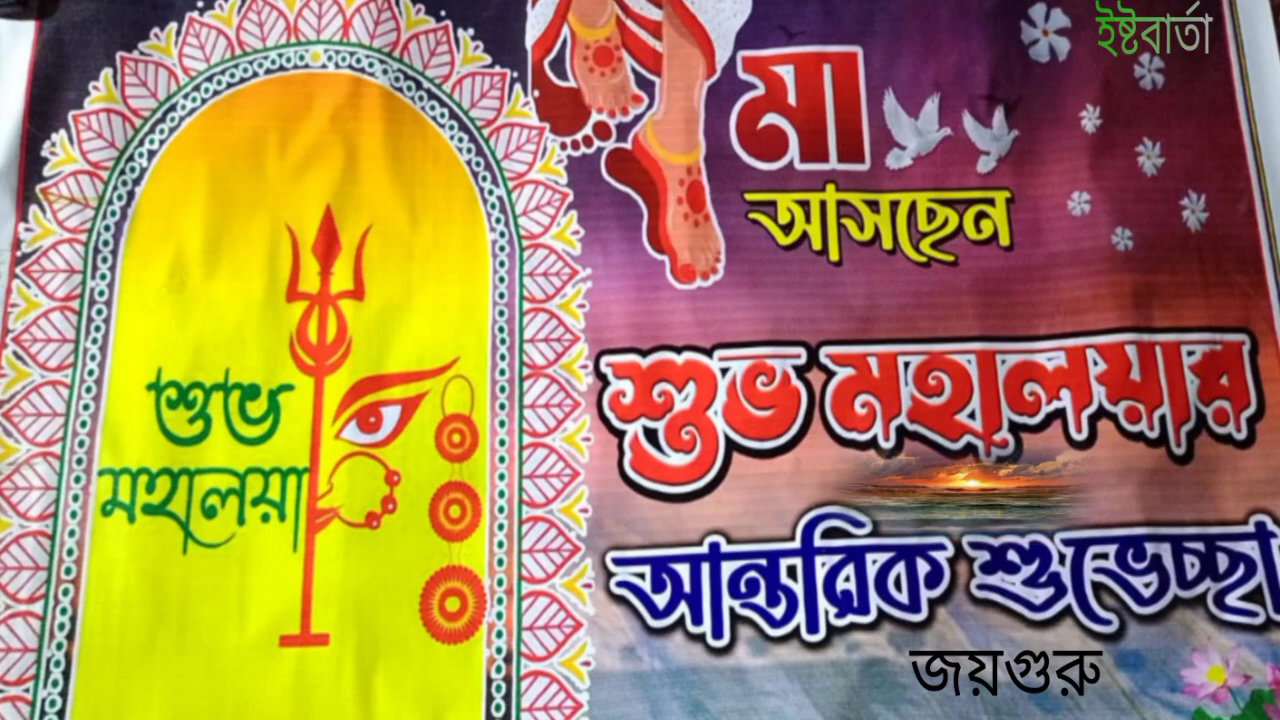 ইষ্টবার্তা
মা
আসছেন
শুভ
মহালয়া
শুভ মহালয়ার
আন্তরিক শুভেচ্ছা
জয়গুরু